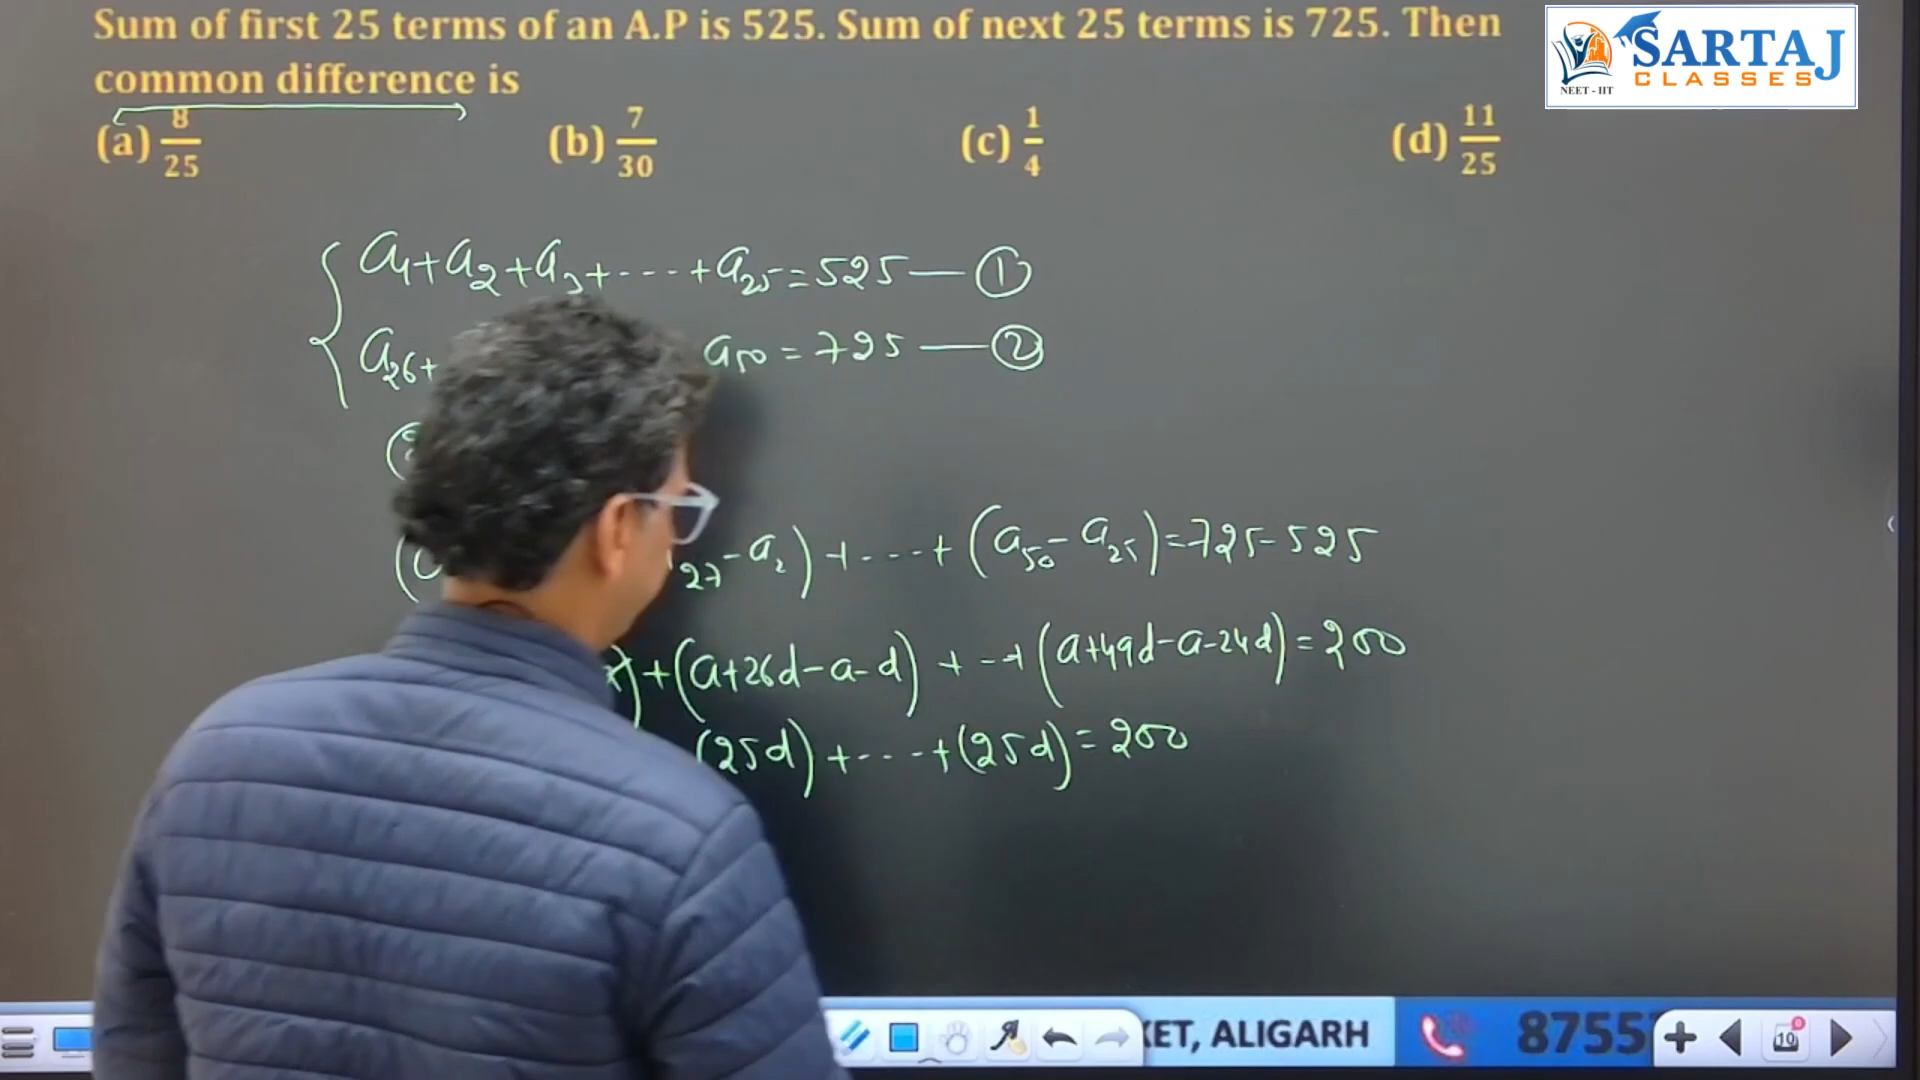 Sum of first 25 terms of an A.P is 525. Sum of next 25 terms is 725. Then
common difference is
(a) 8/25 (b) 7/30 (c) 1/4 (d) 11/25
SARTAJ
CLASSES
NEET - IIT
a1+a2+a3+----+a25=525—①
a26+ a50=725—②
27-a2)+----+(a50-a25)=725-525
)+(a+26d-a-d)+--+(a+49d-a-24d)=200
(25d)+----+(25d)=200
KET, ALIGARH
8755
10